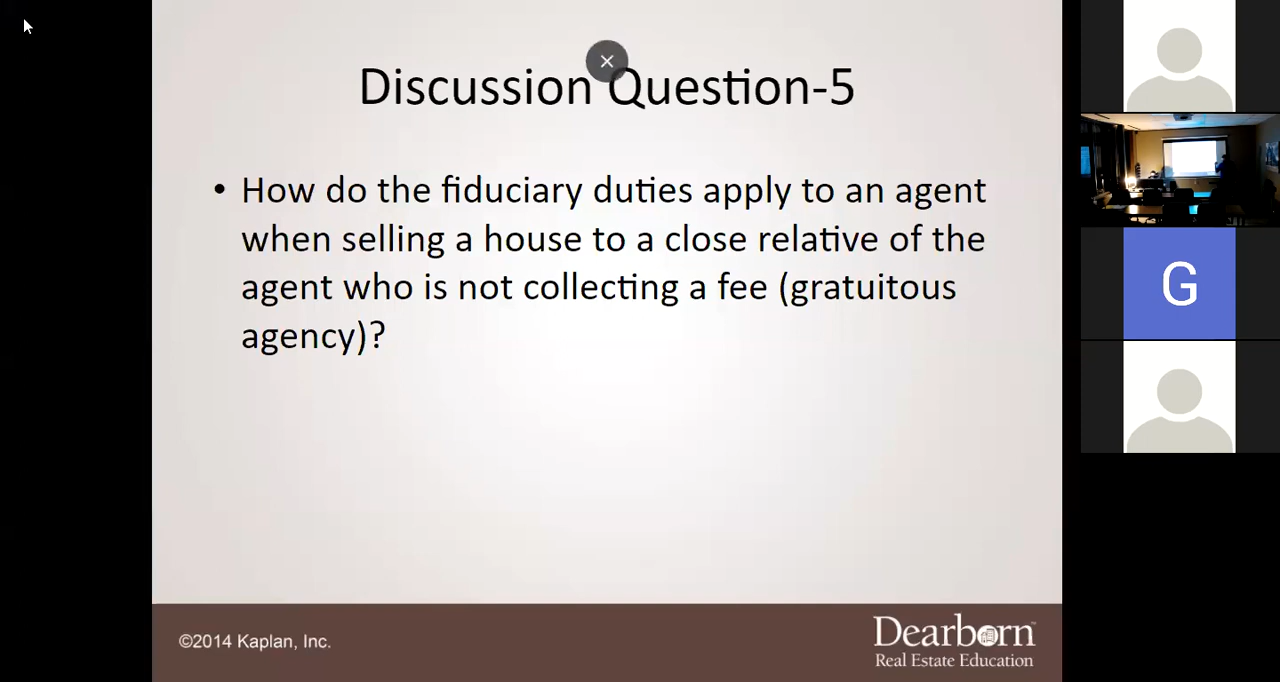 Discussion Question-5
• How do the fiduciary duties apply to an agent
when selling a house to a close relative of the
agent who is not collecting a fee (gratuitous
agency)?
©2014 Kaplan, Inc.
Dearborn™
Real Estate Education
G